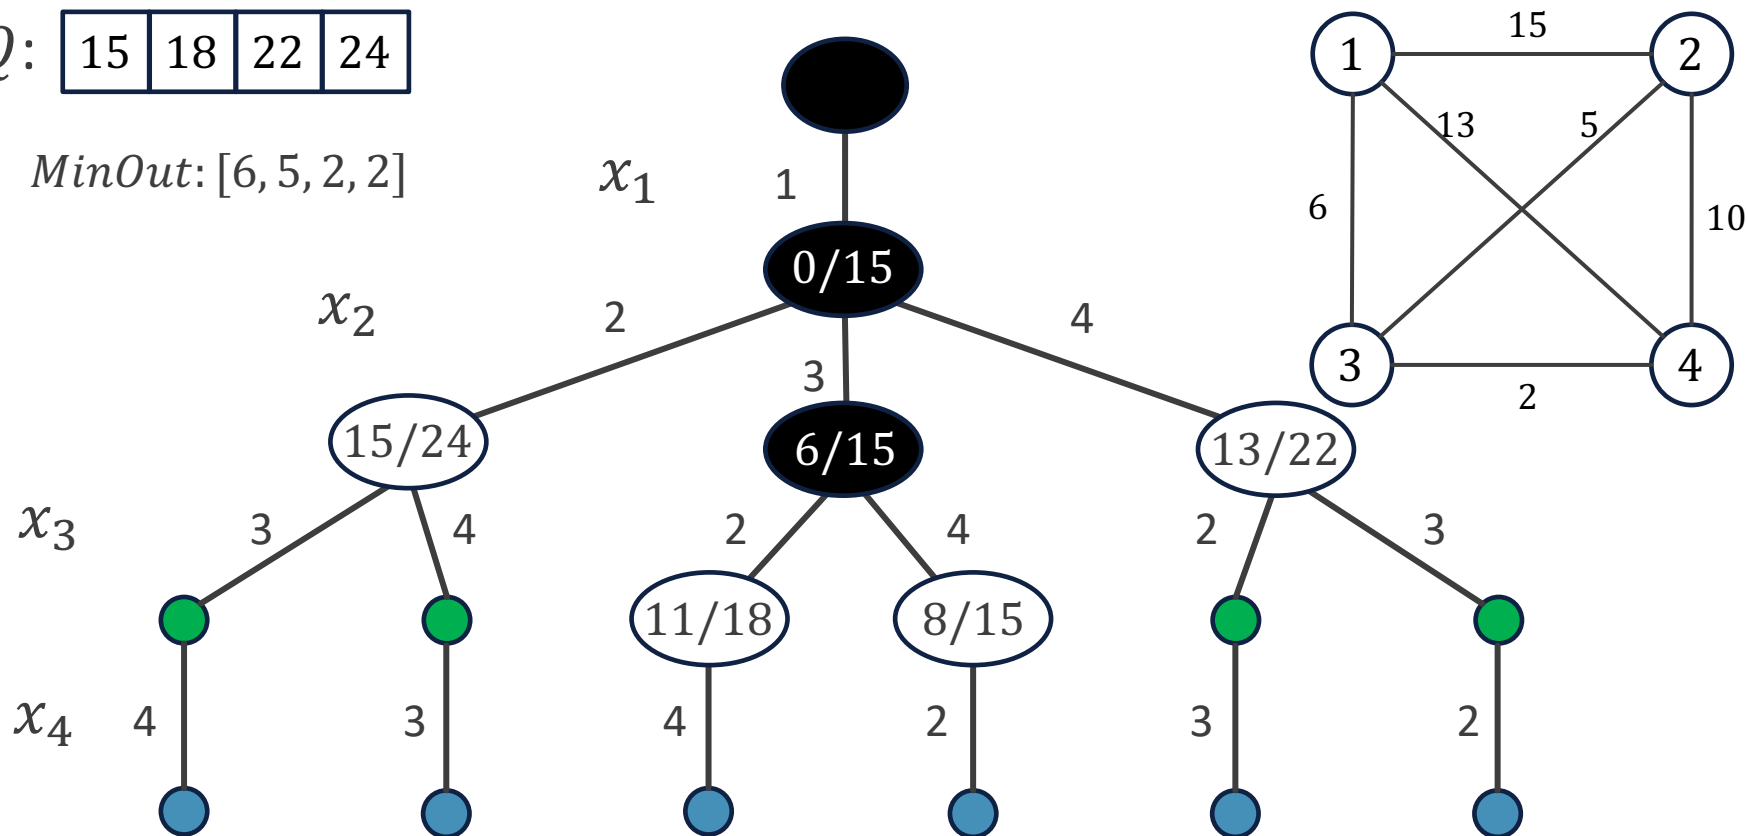 Q: 15 18 22 24
MinOut: [6, 5, 2, 2]
x₁ 1
0/15
x₂ 2 3 4
15/24 6/15 13/22
x₃ 3 4 2 4 2 3
11/18 8/15
x₄ 4 3 4 2 3 2
1 15 2
13 5
6 10
3 2 4